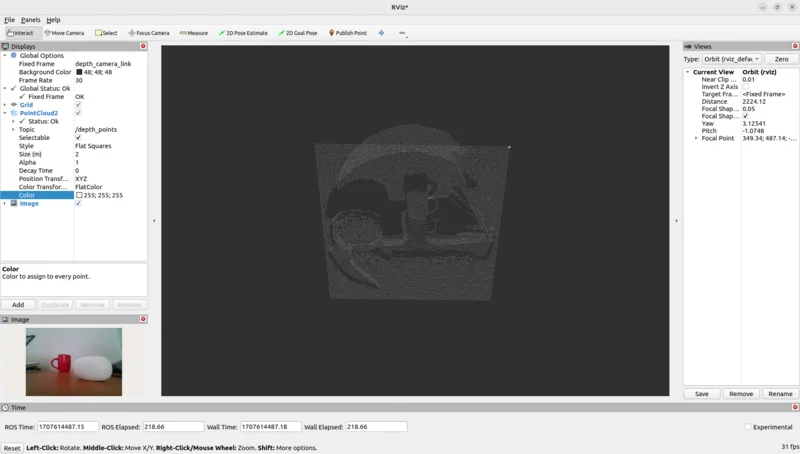 RViz*
File Panels Help
Interact Move Camera Select Focus Camera Measure 2D Pose Estimate 2D Goal Pose Publish Point
Displays
Global Options
Fixed Frame depth_camera_link
Background Color 48; 48; 48
Frame Rate 30
Global Status: Ok
Fixed Frame OK
Grid
PointCloud2
Status: Ok
Topic /depth_points
Selectable
Style Flat Squares
Size (m) 2
Alpha 1
Decay Time 0
Position Transf... XYZ
Color Transfor... FlatColor
Color 255; 255; 255
Image
Color
Color to assign to every point.
Add Duplicate Remove Rename
Image
Views
Type: Orbit (rviz_defau Zero
Current View Orbit (rviz)
Near Clip ... 0.01
Invert Z Axis
Target Fra... <Fixed Frame>
Distance 2224.12
Focal Shap... 0.05
Focal Shap...
Yaw 3.12541
Pitch -1.0748
Focal Point 349.34; 487.14; -...
Save Remove Rename
Time
ROS Time: 1707614487.15 ROS Elapsed: 218.66 Wall Time: 1707614487.18 Wall Elapsed: 218.66 Experimental
Reset Left-Click: Rotate. Middle-Click: Move X/Y. Right-Click/Mouse Wheel: Zoom. Shift: More options. 31 fps